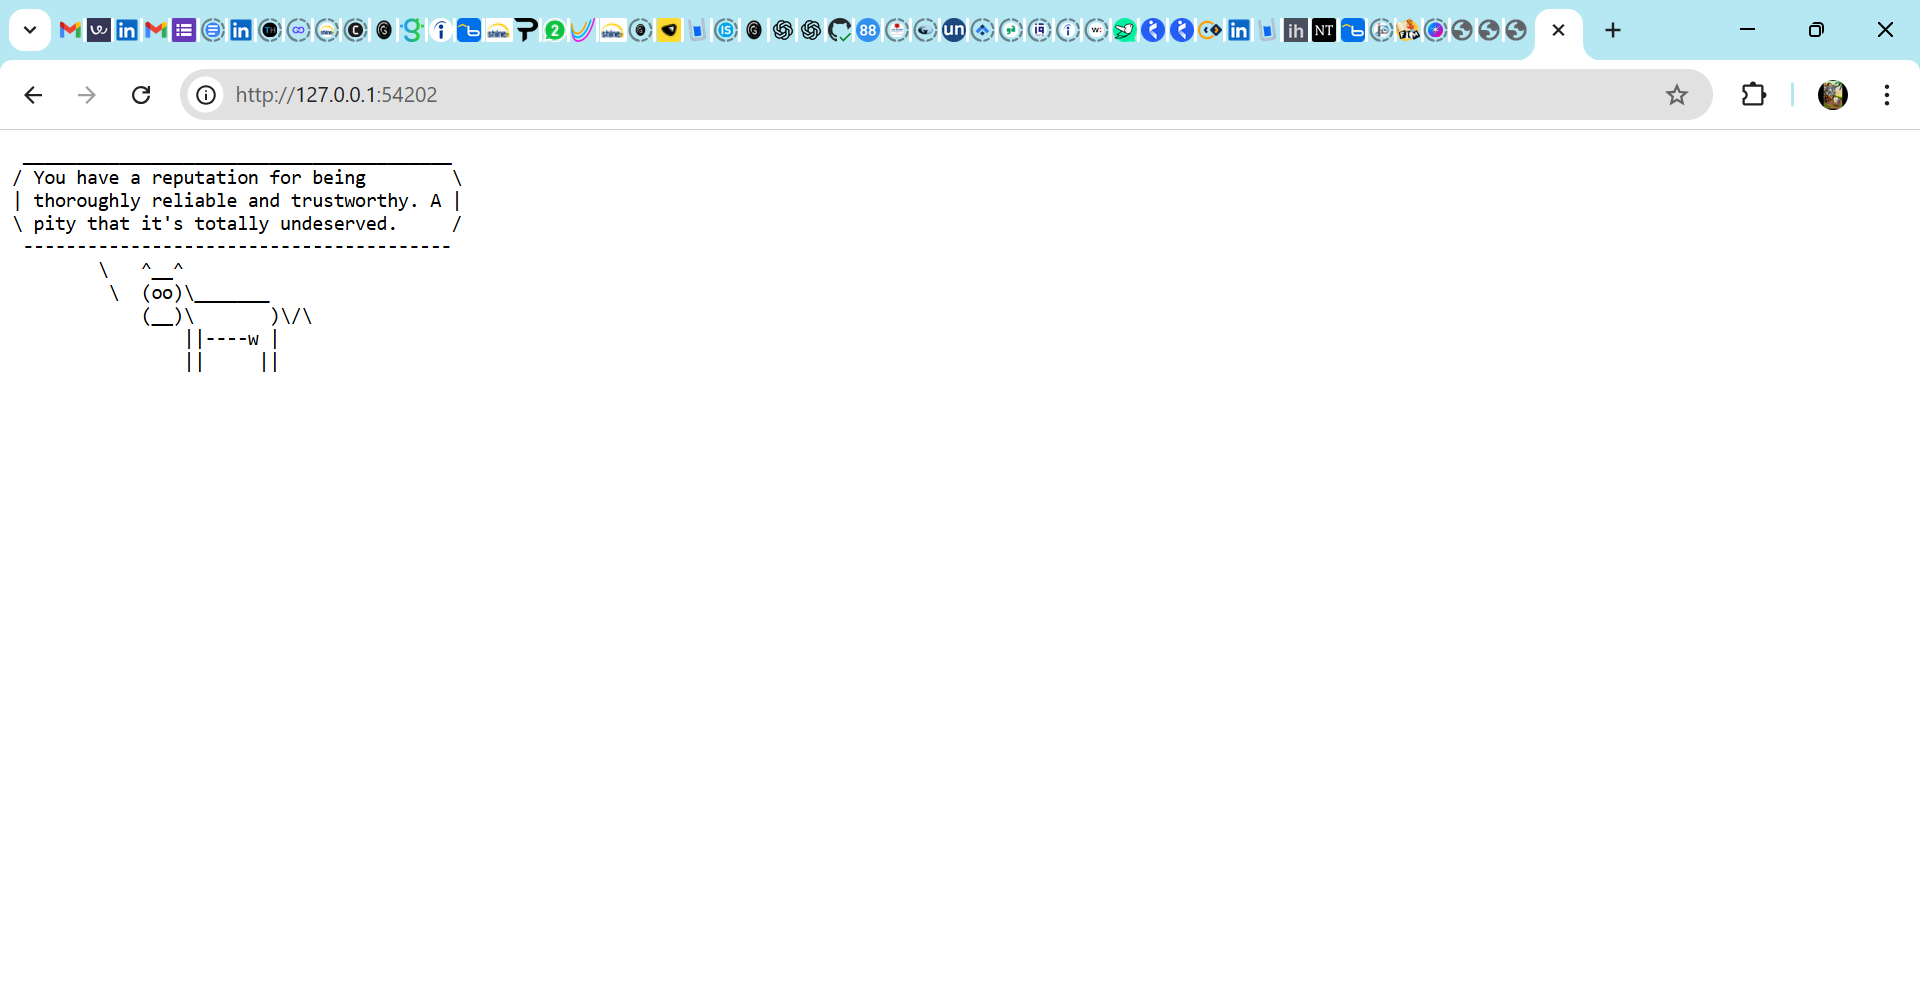 http://127.0.0.1:54202
 ________________________________________
/ You have a reputation for being        \
| thoroughly reliable and trustworthy. A |
\ pity that it's totally undeserved.     /
 ----------------------------------------
        \   ^__^
         \  (oo)\_______
            (__)\       )\/\
                ||----w |
                ||     ||